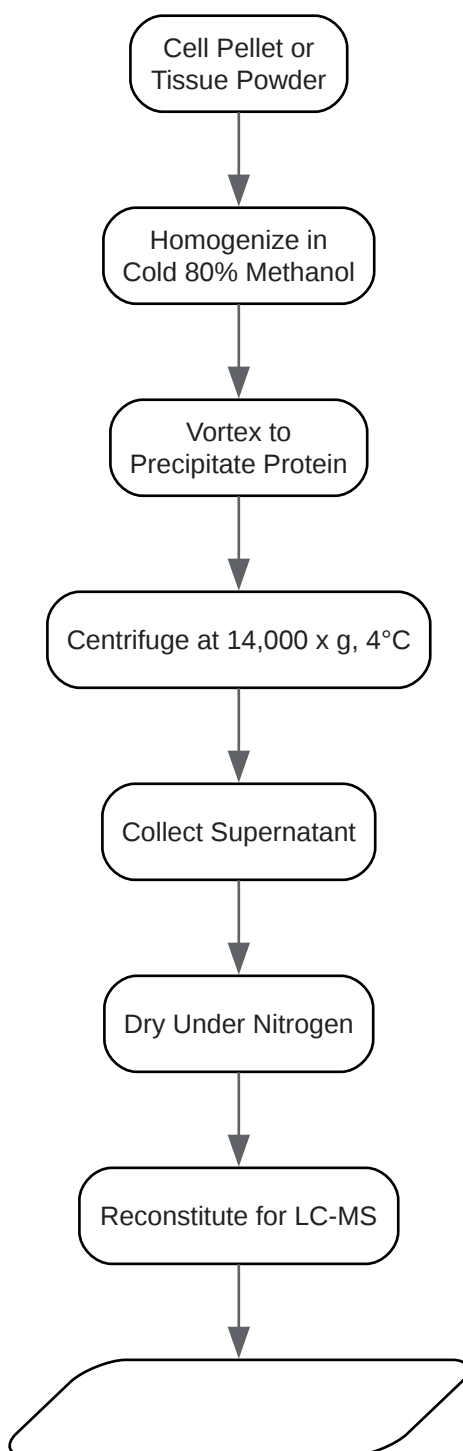 Cell Pellet or
Tissue Powder
Homogenize in
Cold 80% Methanol
Vortex to
Precipitate Protein
Centrifuge at 14,000 x g, 4°C
Collect Supernatant
Dry Under Nitrogen
Reconstitute for LC-MS